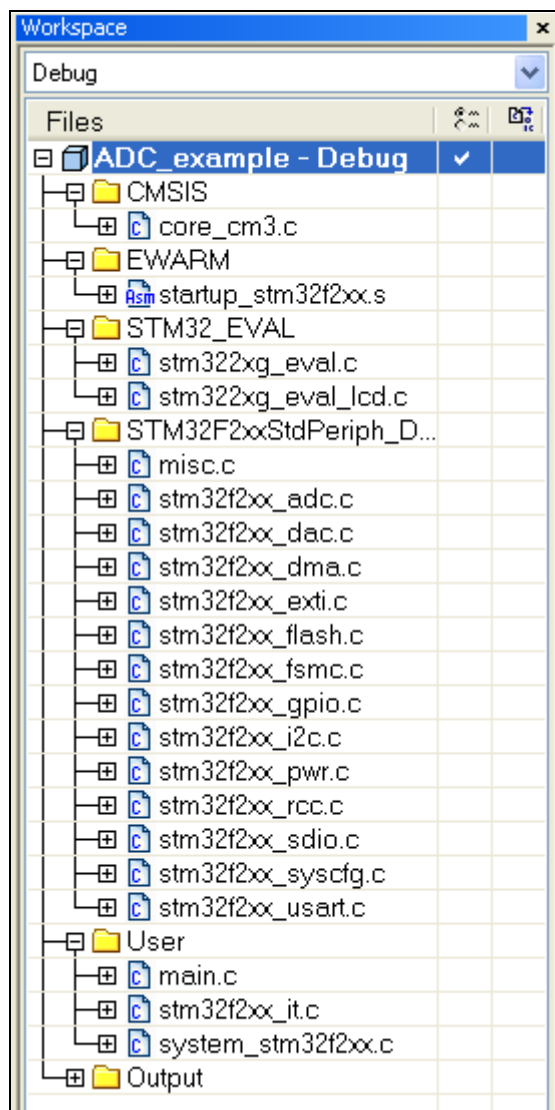 Workspace
Debug
Files
ADC_example - Debug
CMSIS
core_cm3.c
EWARM
startup_stm32f2xx.s
STM32_EVAL
stm322xg_eval.c
stm322xg_eval_lcd.c
STM32F2xxStdPeriph_D...
misc.c
stm32f2xx_adc.c
stm32f2xx_dac.c
stm32f2xx_dma.c
stm32f2xx_exti.c
stm32f2xx_flash.c
stm32f2xx_fsmc.c
stm32f2xx_gpio.c
stm32f2xx_i2c.c
stm32f2xx_pwr.c
stm32f2xx_rcc.c
stm32f2xx_sdio.c
stm32f2xx_syscfg.c
stm32f2xx_usart.c
User
main.c
stm32f2xx_it.c
system_stm32f2xx.c
Output